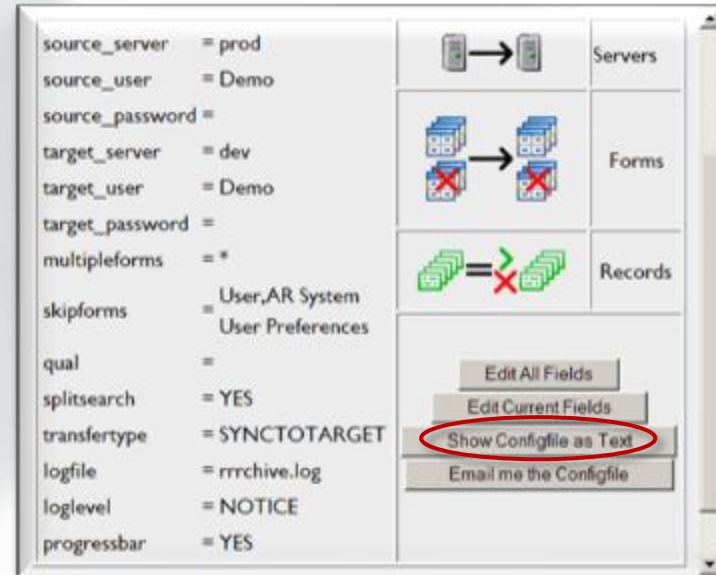 source_server = prod
source_user = Demo
source_password =
target_server = dev
target_user = Demo
target_password =
multipleforms = *
skipforms = User,AR System
User Preferences
qual =
splitsearch = YES
transfertype = SYNCTOTARGET
logfile = rrrchive.log
loglevel = NOTICE
progressbar = YES
Servers
Forms
Records
Edit All Fields
Edit Current Fields
Show Configfile as Text
Email me the Configfile